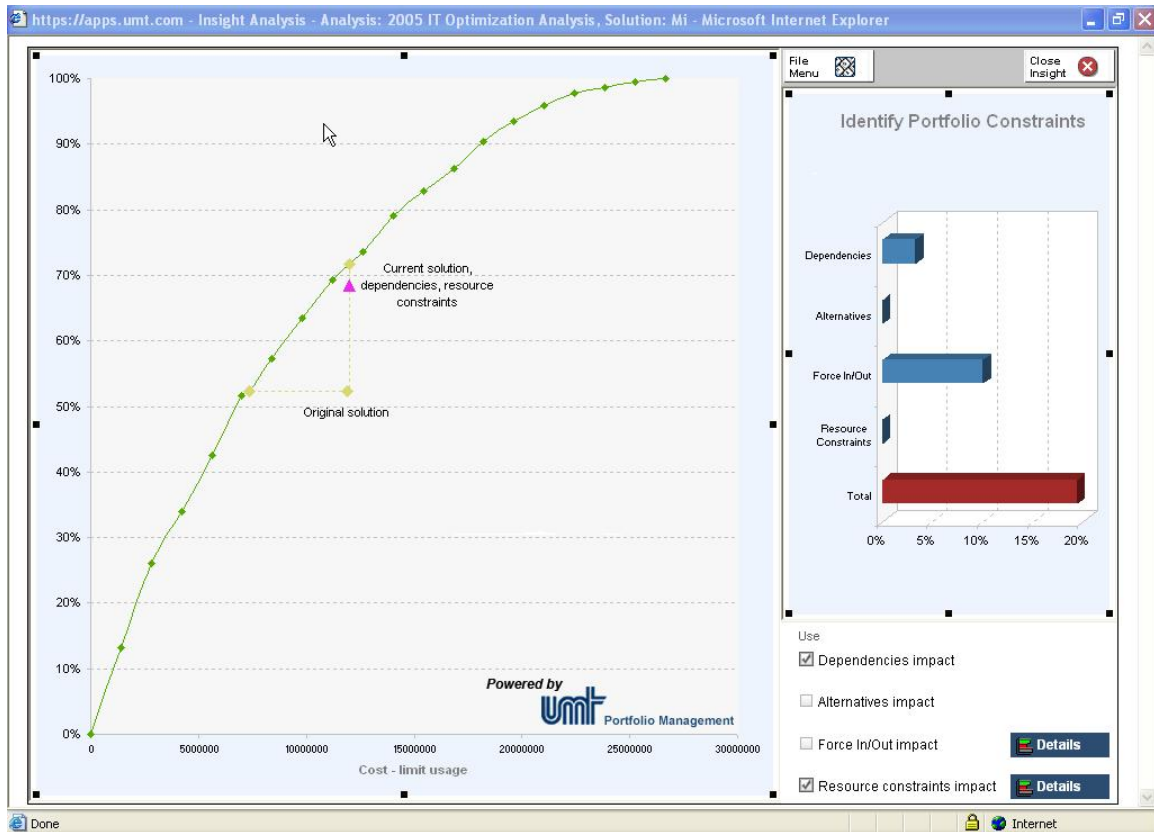 https://apps.umt.com - Insight Analysis - Analysis: 2005 IT Optimization Analysis, Solution: Mi - Microsoft Internet Explorer
100%
90%
80%
70%
60%
50%
40%
30%
20%
10%
0%
Current solution,
dependencies, resource
constraints
Original solution
Powered by
umt
Portfolio Management
0 5000000 10000000 15000000 20000000 25000000 30000000
Cost - limit usage
File
Menu
Close
Insight
Identify Portfolio Constraints
Dependencies
Alternatives
Force In/Out
Resource
Constraints
Total
0% 5% 10% 15% 20%
Use
Dependencies impact
Alternatives impact
Force In/Out impact Details
Resource constraints impact Details
Done
Internet